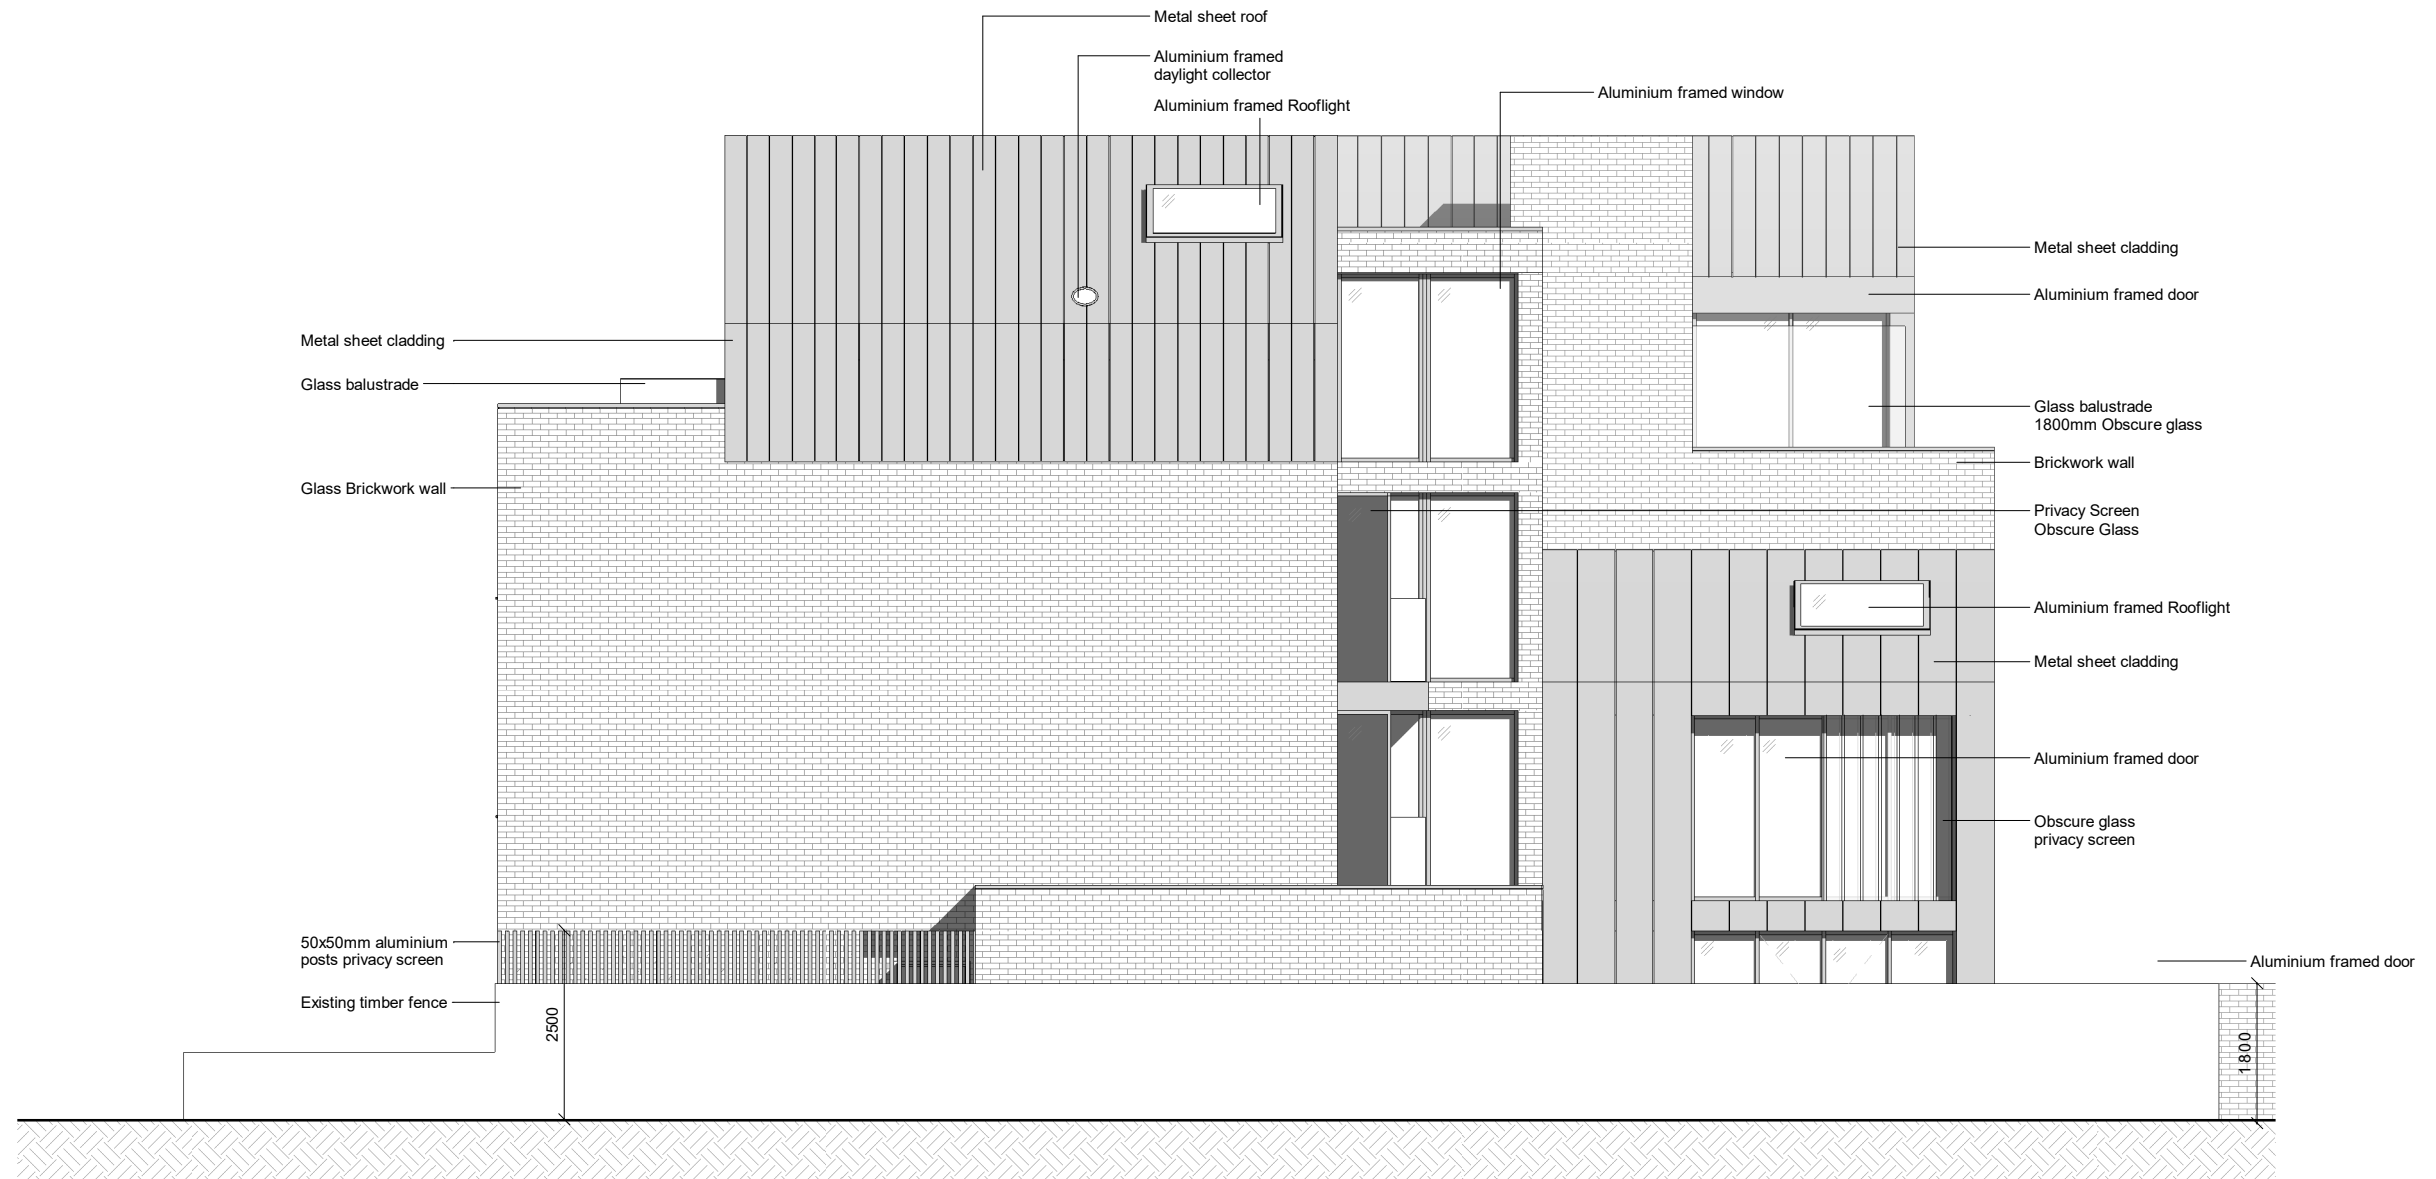 Metal sheet roof
Aluminium framed
daylight collector
Aluminium framed Rooflight
Aluminium framed window
Metal sheet cladding
Aluminium framed door
Metal sheet cladding
Glass balustrade
Glass balustrade
1800mm Obscure glass
Brickwork wall
Glass Brickwork wall
Privacy Screen
Obscure Glass
Aluminium framed Rooflight
Metal sheet cladding
Aluminium framed door
Obscure glass
privacy screen
50x50mm aluminium
posts privacy screen
Aluminium framed door
Existing timber fence
2500
1800